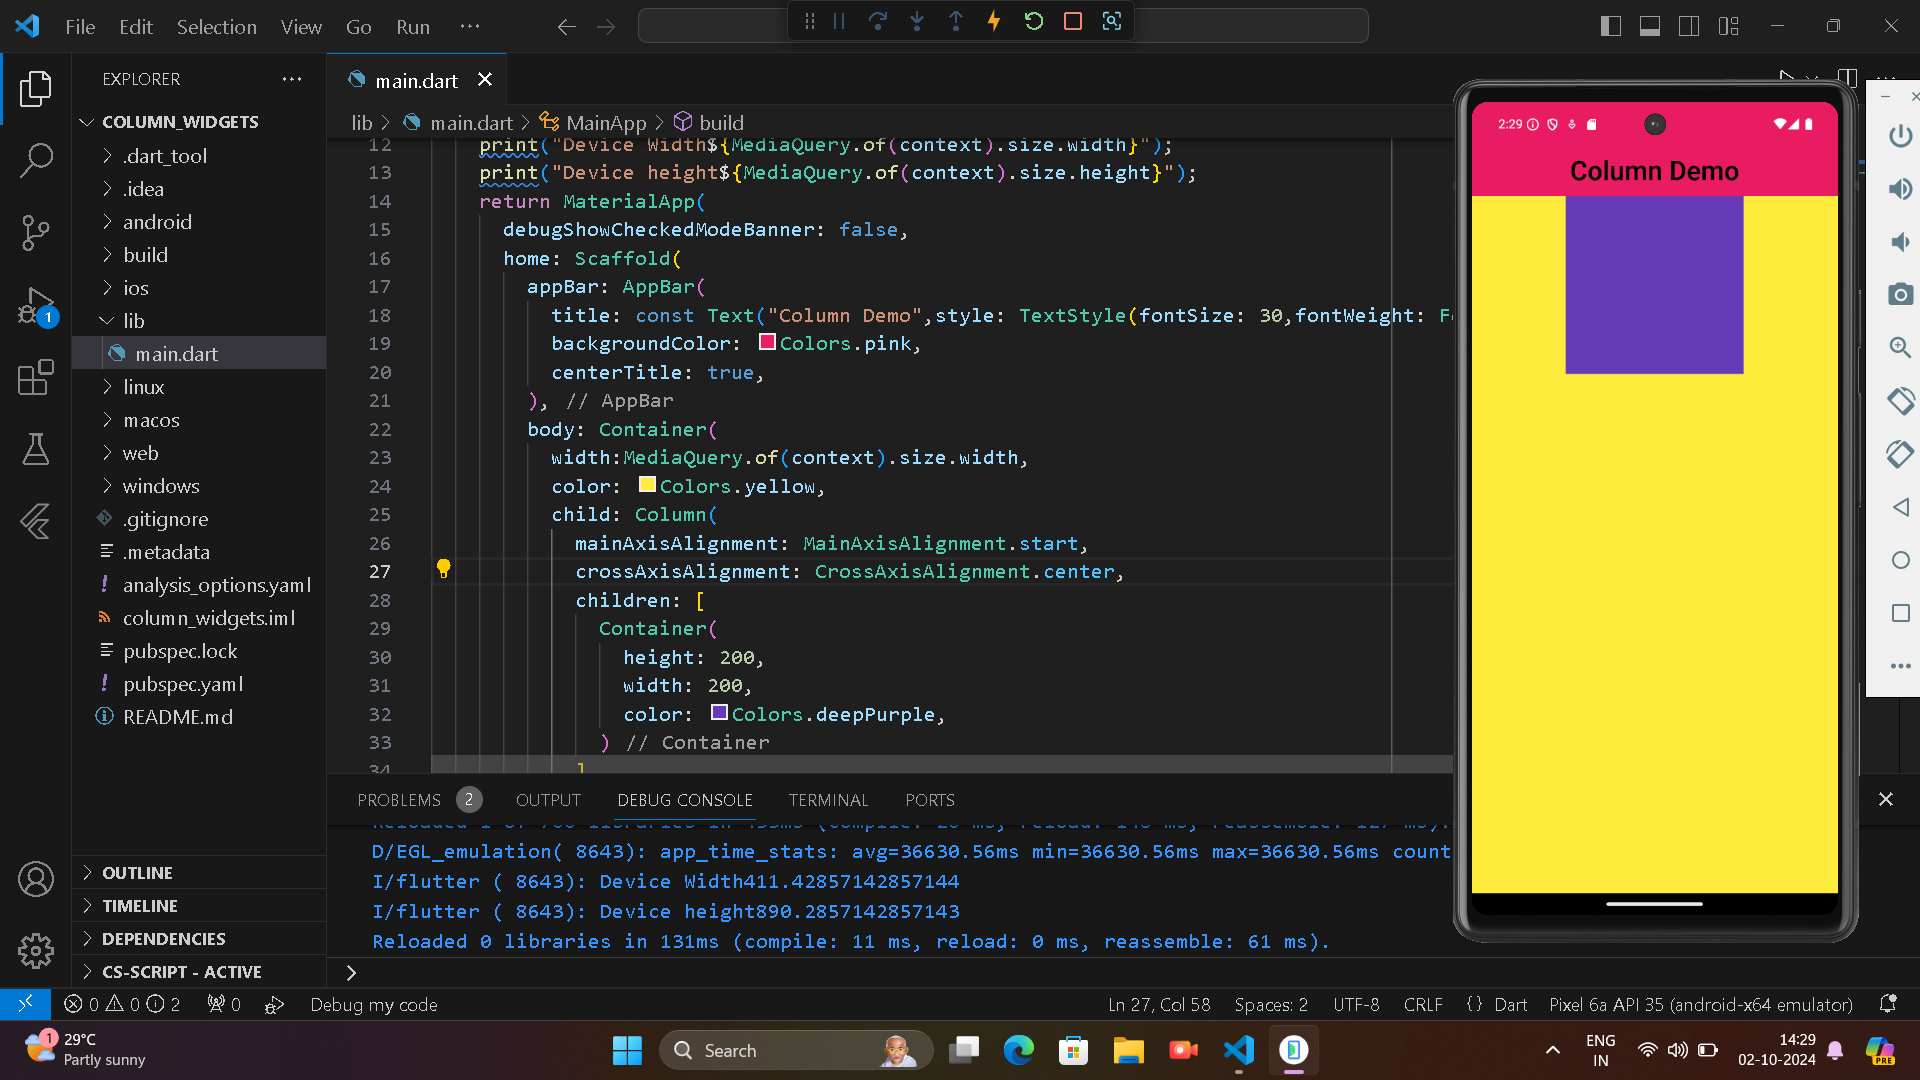 File Edit Selection View Go Run ···
EXPLORER ···
COLUMN_WIDGETS
.dart_tool
.idea
android
build
ios
lib
main.dart
linux
macos
web
windows
.gitignore
.metadata
analysis_options.yaml
column_widgets.iml
pubspec.lock
pubspec.yaml
README.md
OUTLINE
TIMELINE
DEPENDENCIES
CS-SCRIPT - ACTIVE
1
main.dart
lib > main.dart > MainApp > build
12 print("Device Width${MediaQuery.of(context).size.width}");
13 print("Device height${MediaQuery.of(context).size.height}");
14 return MaterialApp(
15 debugShowCheckedModeBanner: false,
16 home: Scaffold(
17 appBar: AppBar(
18 title: const Text("Column Demo",style: TextStyle(fontSize: 30,fontWeight: F
19 backgroundColor: Colors.pink,
20 centerTitle: true,
21 ), // AppBar
22 body: Container(
23 width:MediaQuery.of(context).size.width,
24 color: Colors.yellow,
25 child: Column(
26 mainAxisAlignment: MainAxisAlignment.start,
27 crossAxisAlignment: CrossAxisAlignment.center,
28 children: [
29 Container(
30 height: 200,
31 width: 200,
32 color: Colors.deepPurple,
33 ) // Container
34 ]
PROBLEMS 2 OUTPUT DEBUG CONSOLE TERMINAL PORTS
D/EGL_emulation( 8643): app_time_stats: avg=36630.56ms min=36630.56ms max=36630.56ms count
I/flutter ( 8643): Device Width411.42857142857144
I/flutter ( 8643): Device height890.2857142857143
Reloaded 0 libraries in 131ms (compile: 11 ms, reload: 0 ms, reassemble: 61 ms).
>
2:29
Column Demo
0 0 2 0 Debug my code Ln 27, Col 58 Spaces: 2 UTF-8 CRLF {} Dart Pixel 6a API 35 (android-x64 emulator)
1
29°C
Partly sunny
Search
ENG
IN
14:29
02-10-2024
PRE